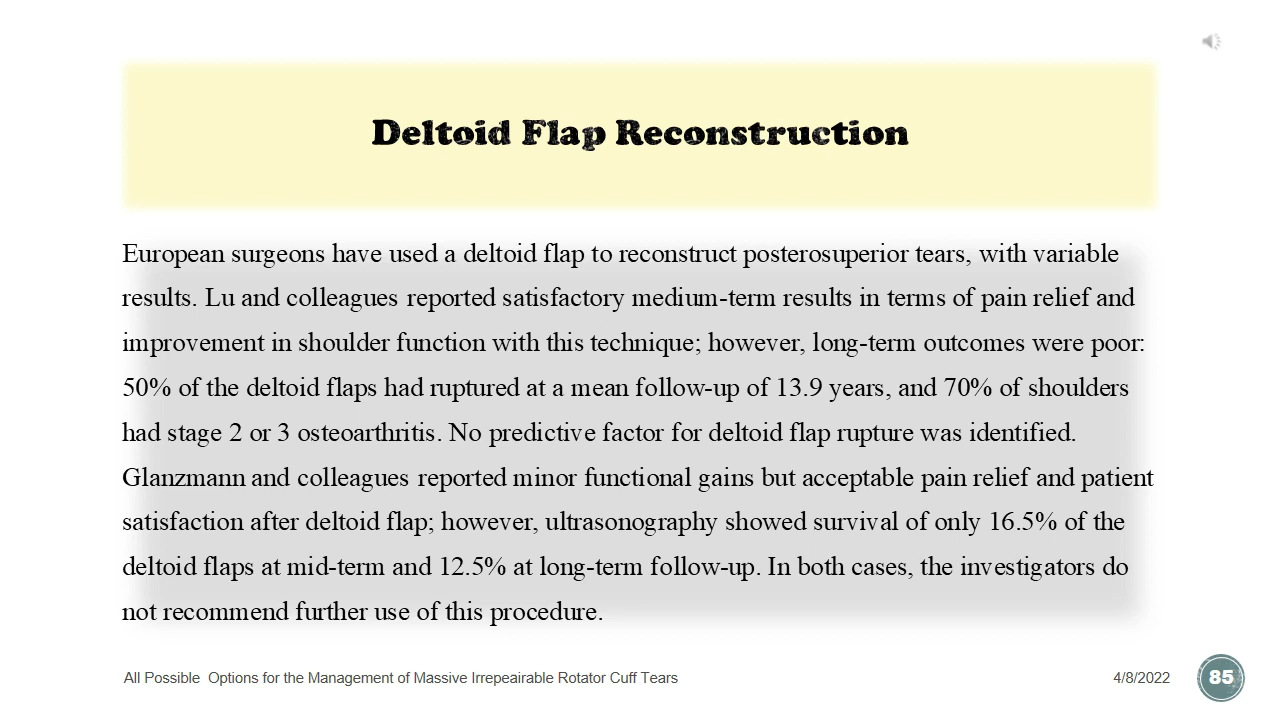 Deltoid Flap Reconstruction
European surgeons have used a deltoid flap to reconstruct posterosuperior tears, with variable
results. Lu and colleagues reported satisfactory medium-term results in terms of pain relief and
improvement in shoulder function with this technique; however, long-term outcomes were poor:
50% of the deltoid flaps had ruptured at a mean follow-up of 13.9 years, and 70% of shoulders
had stage 2 or 3 osteoarthritis. No predictive factor for deltoid flap rupture was identified.
Glanzmann and colleagues reported minor functional gains but acceptable pain relief and patient
satisfaction after deltoid flap; however, ultrasonography showed survival of only 16.5% of the
deltoid flaps at mid-term and 12.5% at long-term follow-up. In both cases, the investigators do
not recommend further use of this procedure.
All Possible  Options for the Management of Massive Irrepeairable Rotator Cuff Tears
4/8/2022
85